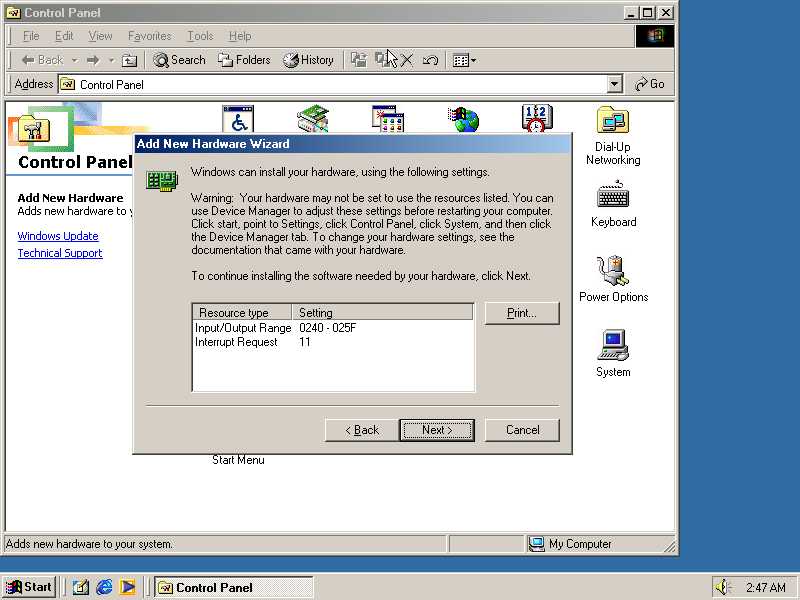 Control Panel
File Edit View Favorites Tools Help
Back Search Folders History
Address Control Panel Go
Control Panel
Add New Hardware
Adds new hardware to y
Windows Update
Technical Support
12
Dial-Up
Networking
Keyboard
Power Options
System
Start Menu
Add New Hardware Wizard
Windows can install your hardware, using the following settings.
Warning: Your hardware may not be set to use the resources listed. You can
use Device Manager to adjust these settings before restarting your computer.
Click start, point to Settings, click Control Panel, click System, and then click
the Device Manager tab. To change your hardware settings, see the
documentation that came with your hardware.
To continue installing the software needed by your hardware, click Next.
Resource type Setting
Input/Output Range 0240 - 025F
Interrupt Request 11
Print...
< Back Next > Cancel
Adds new hardware to your system. My Computer
Start Control Panel 2:47 AM